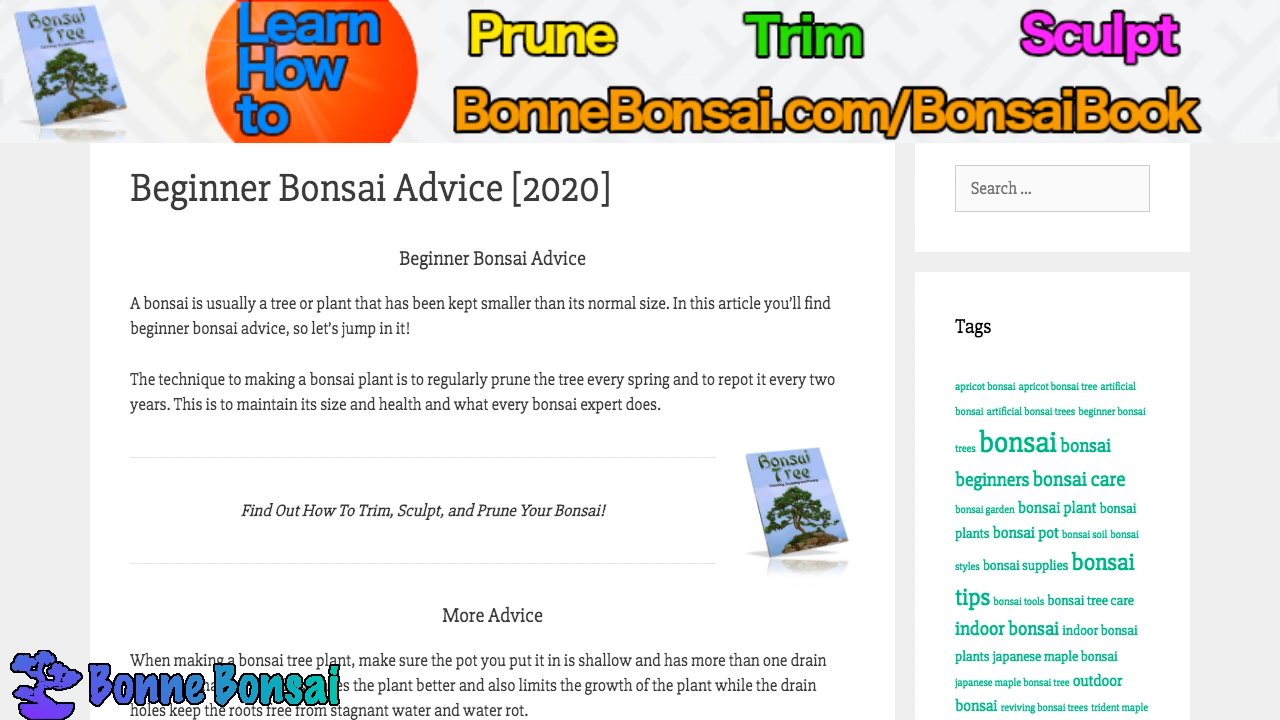 Bonsai
Tree
Learn
How
to
Prune Trim Sculpt
BonneBonsai.com/BonsaiBook
Beginner Bonsai Advice [2020]
Beginner Bonsai Advice
A bonsai is usually a tree or plant that has been kept smaller than its normal size. In this article you’ll find
beginner bonsai advice, so let’s jump in it!
The technique to making a bonsai plant is to regularly prune the tree every spring and to repot it every two
years. This is to maintain its size and health and what every bonsai expert does.
Find Out How To Trim, Sculpt, and Prune Your Bonsai!
Bonsai
Tree
More Advice
When making a bonsai tree plant, make sure the pot you put it in is shallow and has more than one drain
the plant better and also limits the growth of the plant while the drain
holes keep the roots free from stagnant water and water rot.
Bonne Bonsai
Search ...
Tags
apricot bonsai apricot bonsai tree artificial
bonsai artificial bonsai trees beginner bonsai
trees bonsai bonsai
beginners bonsai care
bonsai garden bonsai plant bonsai
plants bonsai pot bonsai soil bonsai
styles bonsai supplies bonsai
tips bonsai tools bonsai tree care
indoor bonsai indoor bonsai
plants japanese maple bonsai
japanese maple bonsai tree outdoor
bonsai reviving bonsai trees trident maple